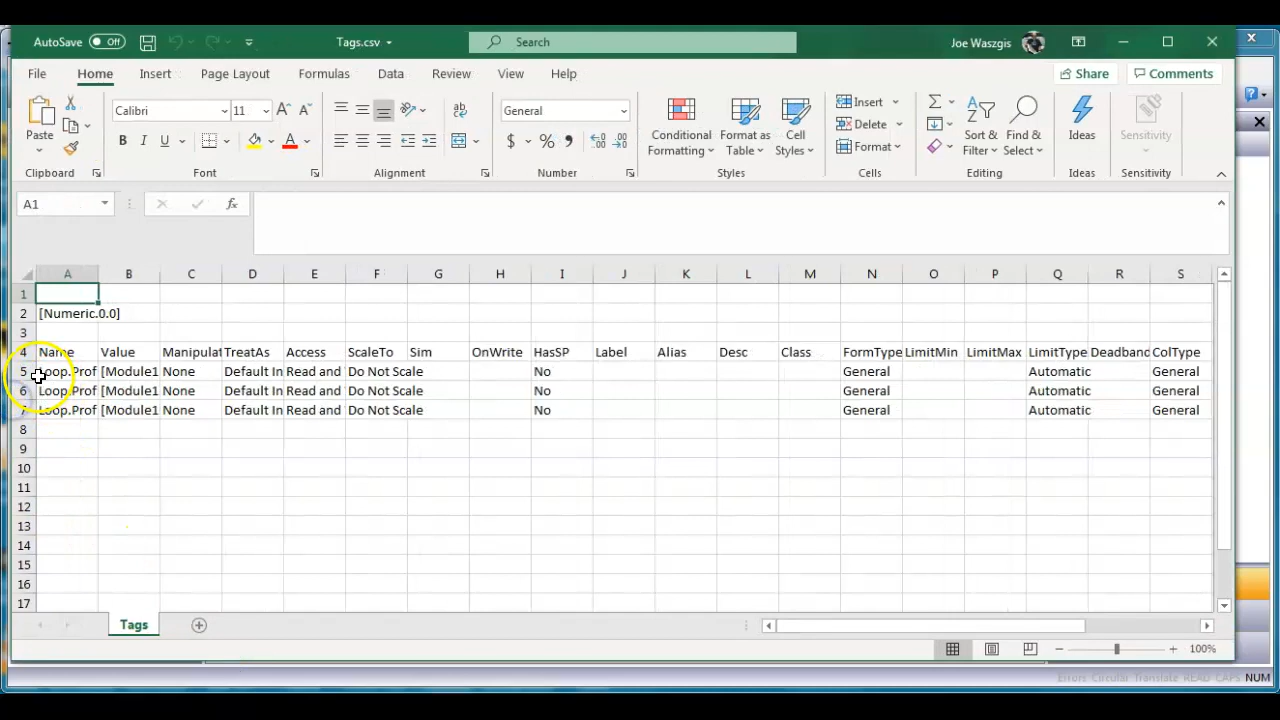 AutoSave Off Tags.csv Search Joe Waszgis
File Home Insert Page Layout Formulas Data Review View Help Share Comments
Calibri 11 General Insert
Paste B I U A $ % Conditional Formatting Format as Table Cell Styles Delete Sort & Filter Find & Select Ideas Sensitivity
Format
Clipboard Font Alignment Number Styles Cells Editing Ideas Sensitivity
A1 fx
A B C D E F G H I J K L M N O P Q R S
1
2 [Numeric.0.0]
3
4 Name Value Manipulat TreatAs Access ScaleTo Sim OnWrite HasSP Label Alias Desc Class FormType LimitMin LimitMax LimitType Deadband ColType
5 Loop.Prof [Module1 None Default In Read and Do Not Scale No General Automatic General
6 Loop.Prof [Module1 None Default In Read and Do Not Scale No General Automatic General
7 Loop.Prof [Module1 None Default In Read and Do Not Scale No General Automatic General
8
9
10
11
12
13
14
15
16
17
Tags
100%
Errors Circular Translate READ CAPS NUM